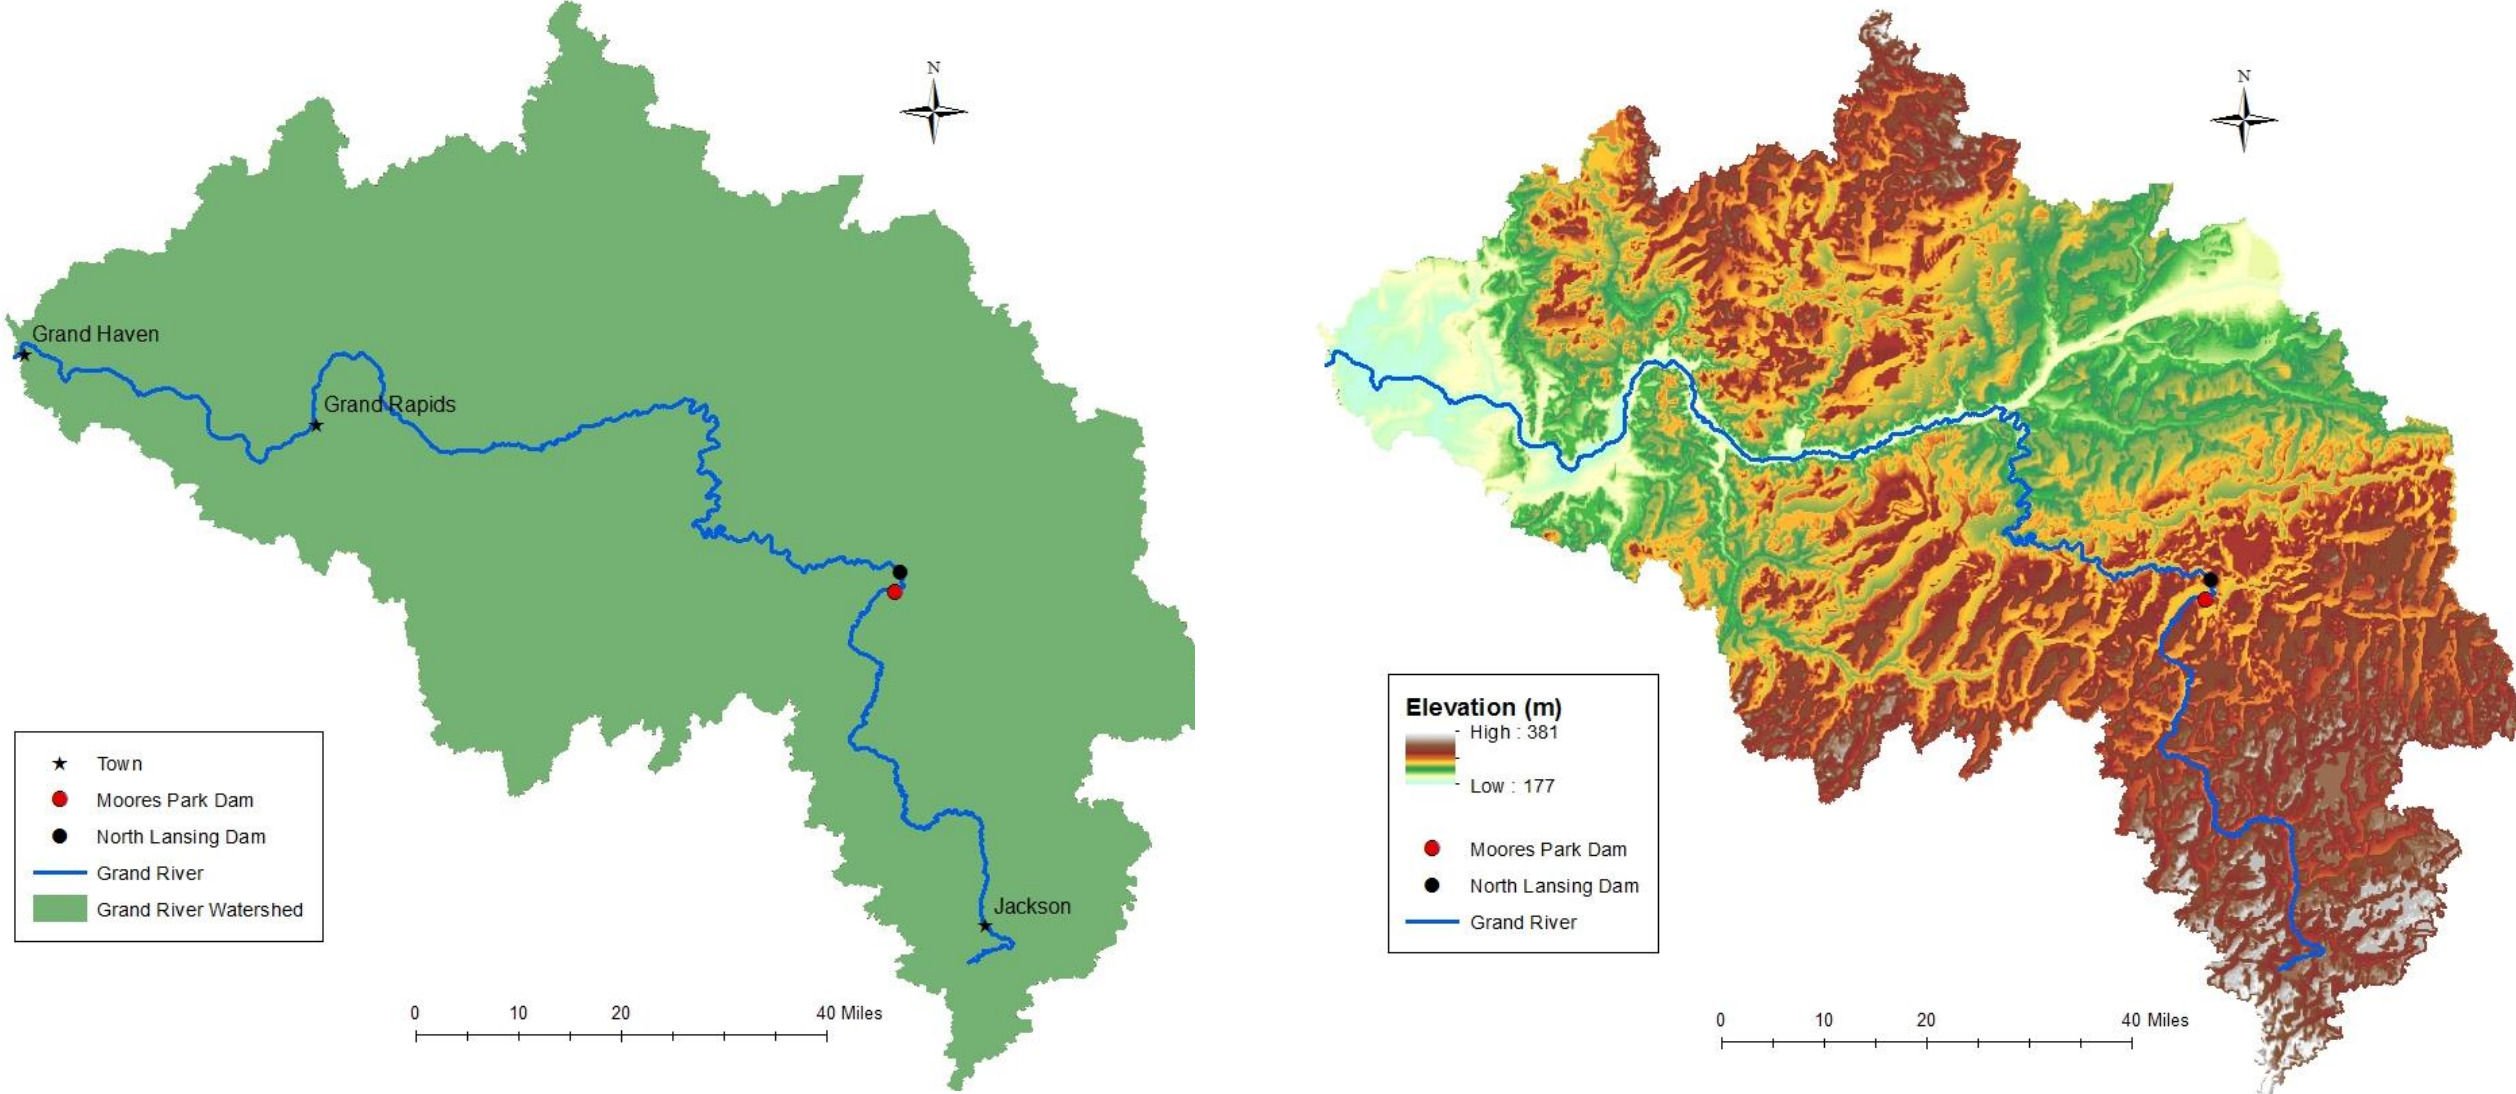 N
Grand Haven
Grand Rapids
Jackson
Town
Moores Park Dam
North Lansing Dam
Grand River
Grand River Watershed
0 10 20 40 Miles
N
Elevation (m)
High : 381
Low : 177
Moores Park Dam
North Lansing Dam
Grand River
0 10 20 40 Miles